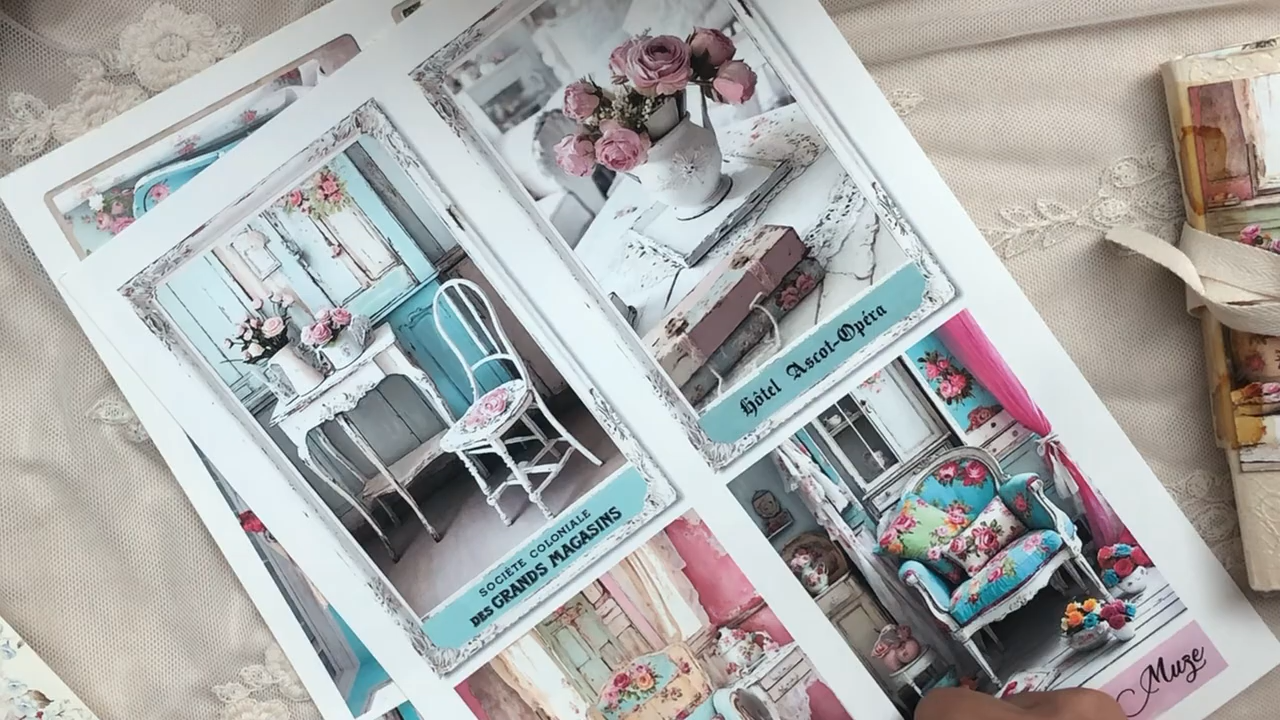 Hôtel Ascot-Opéra
SOCIÉTÉ COLONIALE
DES GRANDS MAGASINS
Muze